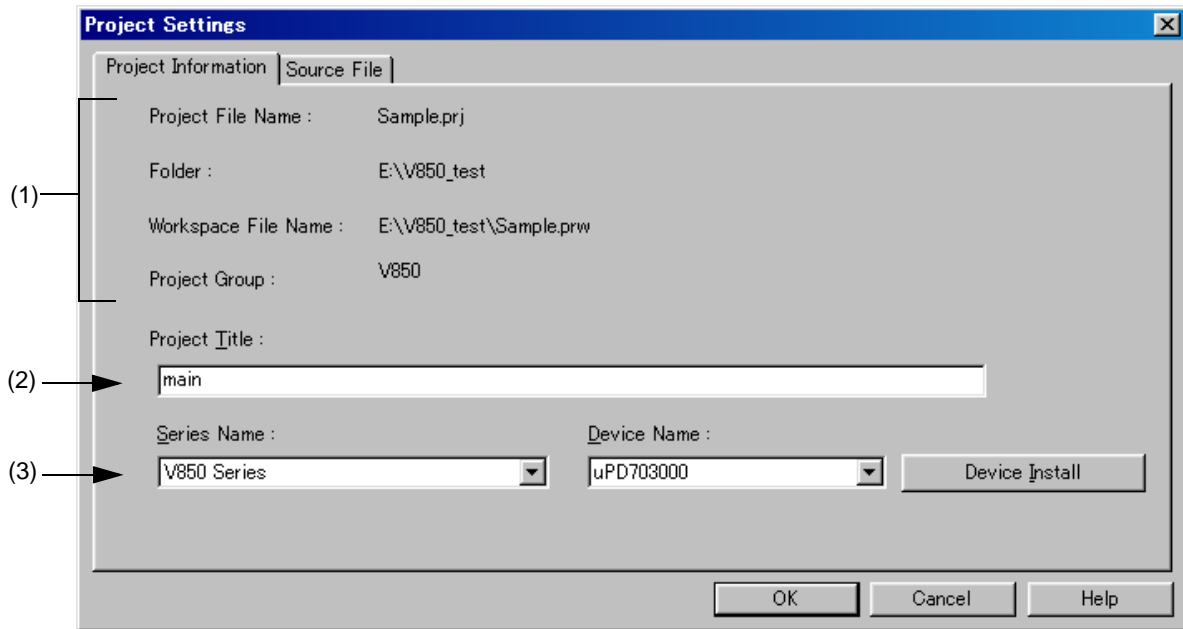 Project Settings
Project Information
Source File
(1)
Project File Name :
Sample.prj
Folder :
E:\V850_test
Workspace File Name :
E:\V850_test\Sample.prw
Project Group :
V850
Project Title :
(2)
main
Series Name :
Device Name :
(3)
V850 Series
uPD703000
Device Install
OK
Cancel
Help